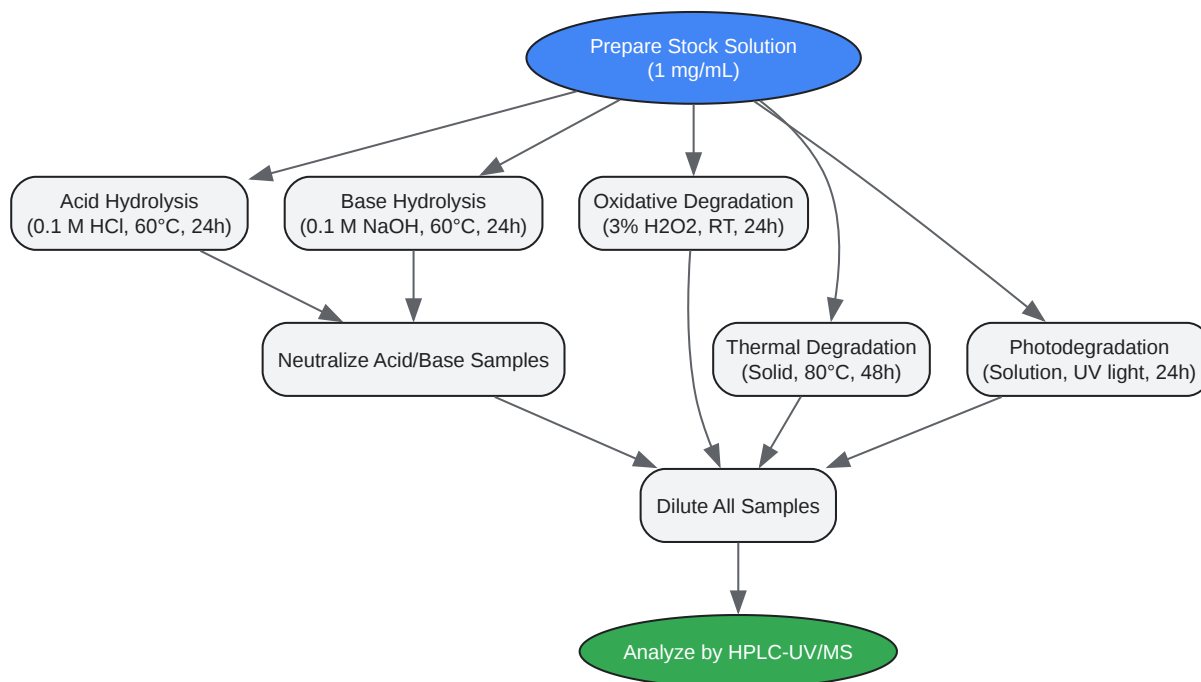 Prepare Stock Solution
(1 mg/mL)
Acid Hydrolysis
(0.1 M HCl, 60°C, 24h)
Base Hydrolysis
(0.1 M NaOH, 60°C, 24h)
Oxidative Degradation
(3% H2O2, RT, 24h)
Neutralize Acid/Base Samples
Thermal Degradation
(Solid, 80°C, 48h)
Photodegradation
(Solution, UV light, 24h)
Dilute All Samples
Analyze by HPLC-UV/MS